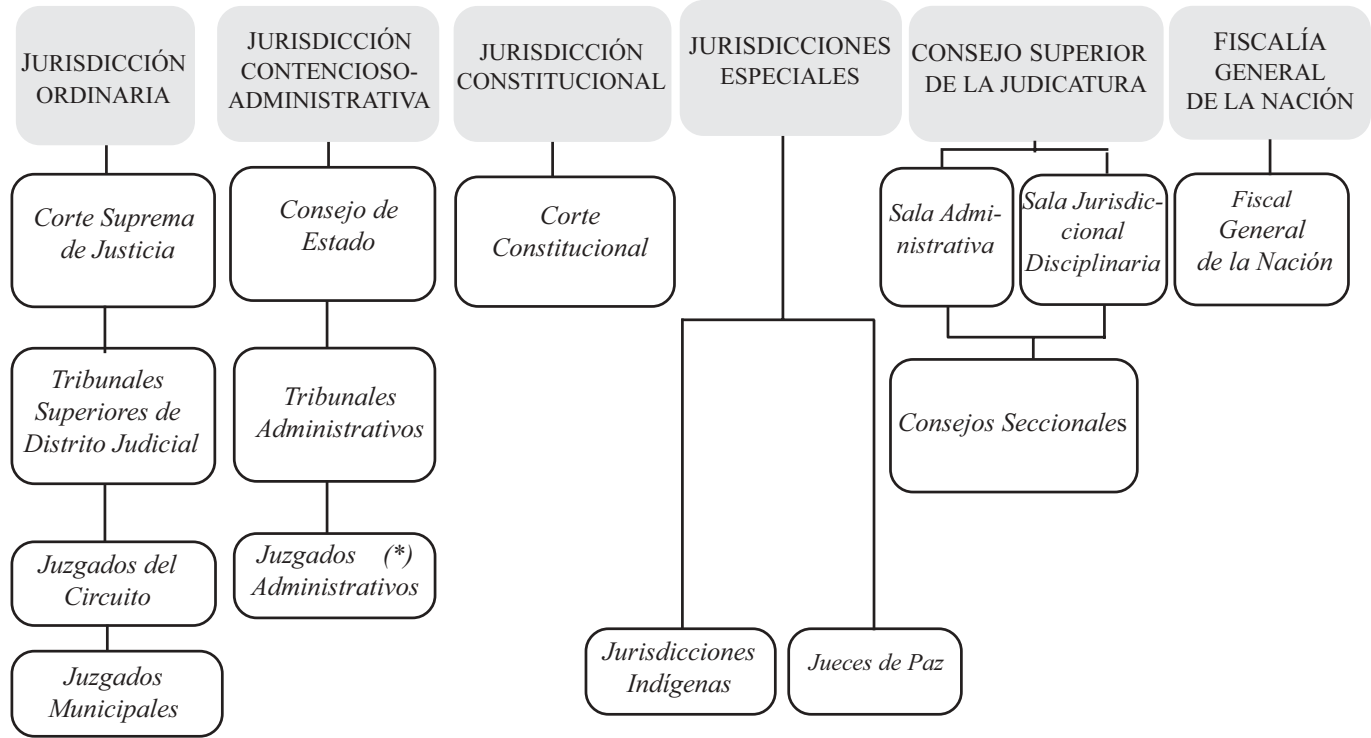 JURISDICCIÓN
ORDINARIA
JURISDICCIÓN
CONTENCIOSO-
ADMINISTRATIVA
JURISDICCIÓN
CONSTITUCIONAL
JURISDICCIONES
ESPECIALES
CONSEJO SUPERIOR
DE LA JUDICATURA
FISCALÍA
GENERAL
DE LA NACIÓN
Corte Suprema
de Justicia
Consejo de
Estado
Corte
Constitucional
Sala Admi-
nistrativa
Sala Jurisdic-
cional
Disciplinaria
Fiscal
General
de la Nación
Tribunales
Superiores de
Distrito Judicial
Tribunales
Administrativos
Consejos Seccionales
Juzgados del
Circuito
Juzgados (*)
Administrativos
Juzgados
Municipales
Jurisdicciones
Indígenas
Jueces de Paz